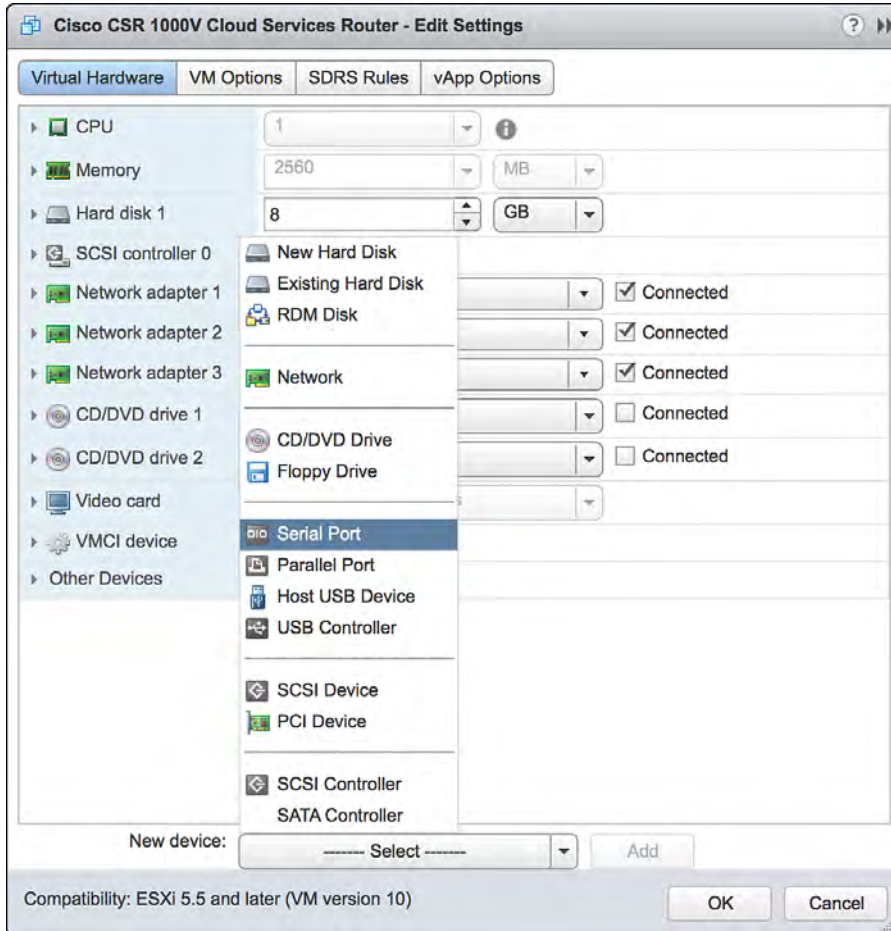 Cisco CSR 1000V Cloud Services Router - Edit Settings ?
Virtual Hardware VM Options SDRS Rules vApp Options
CPU 1
Memory 2560 MB
Hard disk 1 8 GB
SCSI controller 0
Network adapter 1 Connected
Network adapter 2 Connected
Network adapter 3 Connected
CD/DVD drive 1 Connected
CD/DVD drive 2 Connected
Video card
VMCI device
Other Devices
New Hard Disk
Existing Hard Disk
RDM Disk
Network
CD/DVD Drive
Floppy Drive
Serial Port
Parallel Port
Host USB Device
USB Controller
SCSI Device
PCI Device
SCSI Controller
SATA Controller
New device: ------- Select ------- Add
Compatibility: ESXi 5.5 and later (VM version 10) OK Cancel